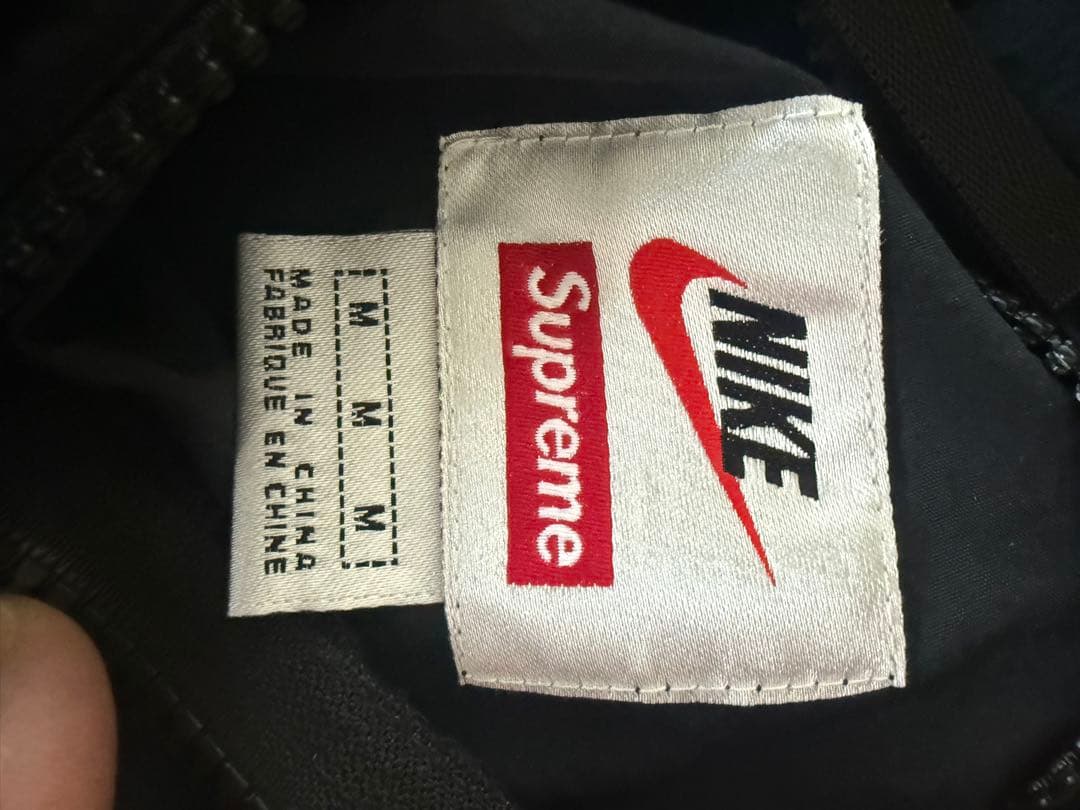 NIKE
Supreme
M M M
MADE IN CHINA
FABRIQUE EN CHINE